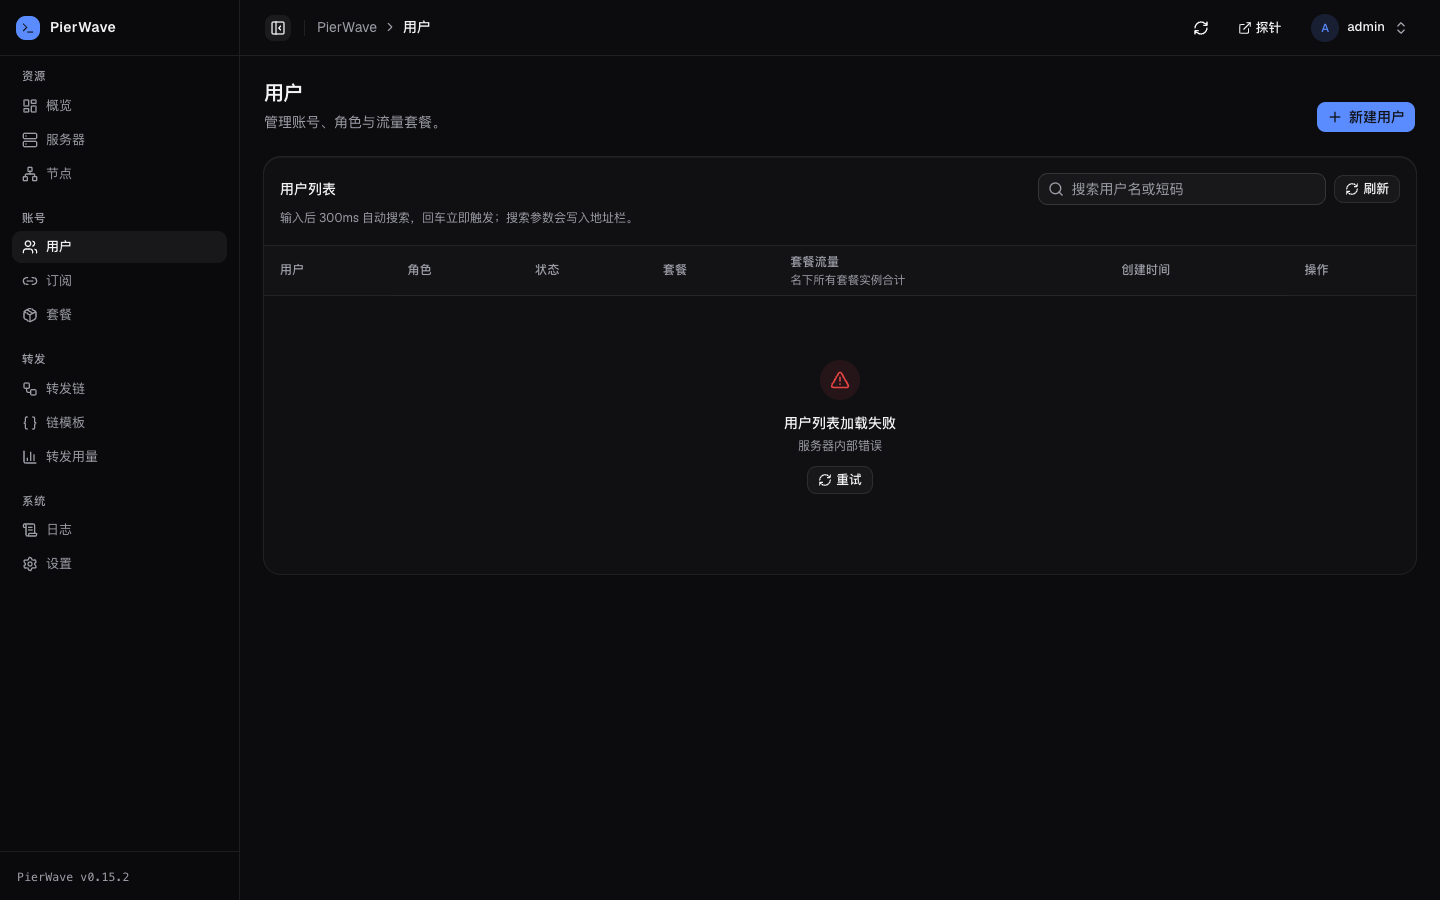 PierWave
PierWave > 用户
探针
A admin
资源
概览
服务器
节点
账号
用户
订阅
套餐
转发
转发链
链模板
转发用量
系统
日志
设置
PierWave v0.15.2
用户
管理账号、角色与流量套餐。
新建用户
用户列表
输入后 300ms 自动搜索，回车立即触发；搜索参数会写入地址栏。
搜索用户名或短码
刷新
用户 角色 状态 套餐 套餐流量 创建时间 操作
名下所有套餐实例合计
用户列表加载失败
服务器内部错误
重试